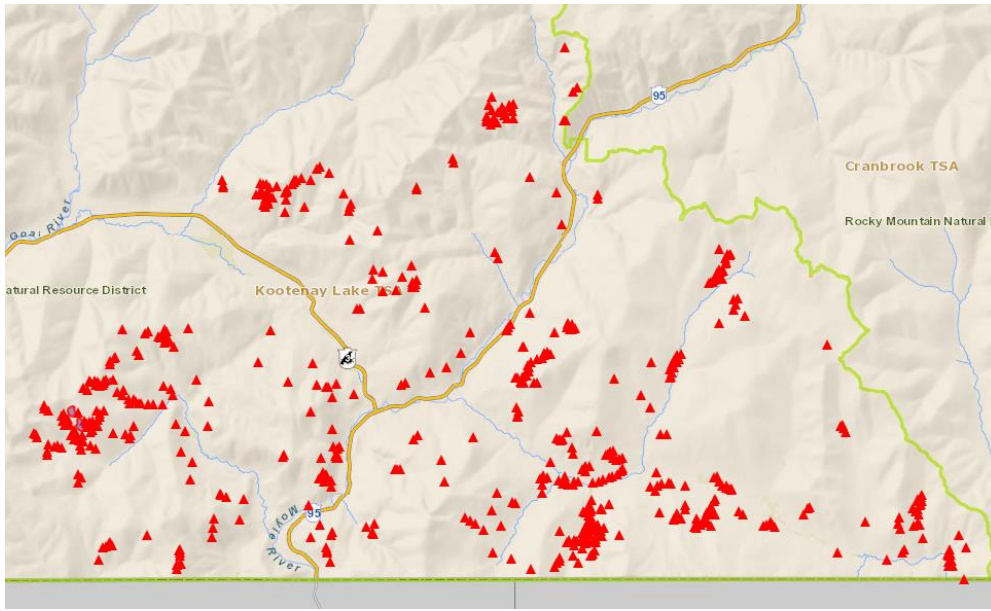 95
Cranbrook TSA
Goat River
Rocky Mountain Natural
atural Resource District
Kootenay Lake TSA
95
Moyie River